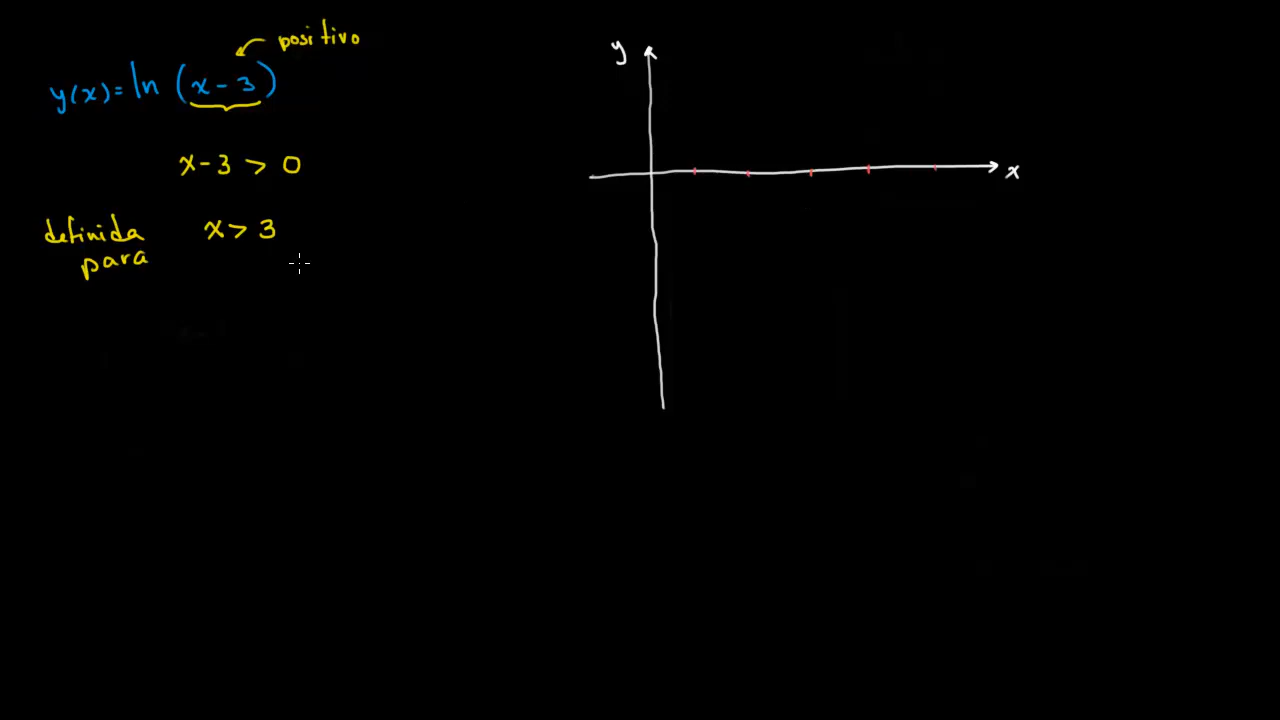 positivo
y(x)= ln (x-3)
x-3 > 0
definida para x > 3
y
x